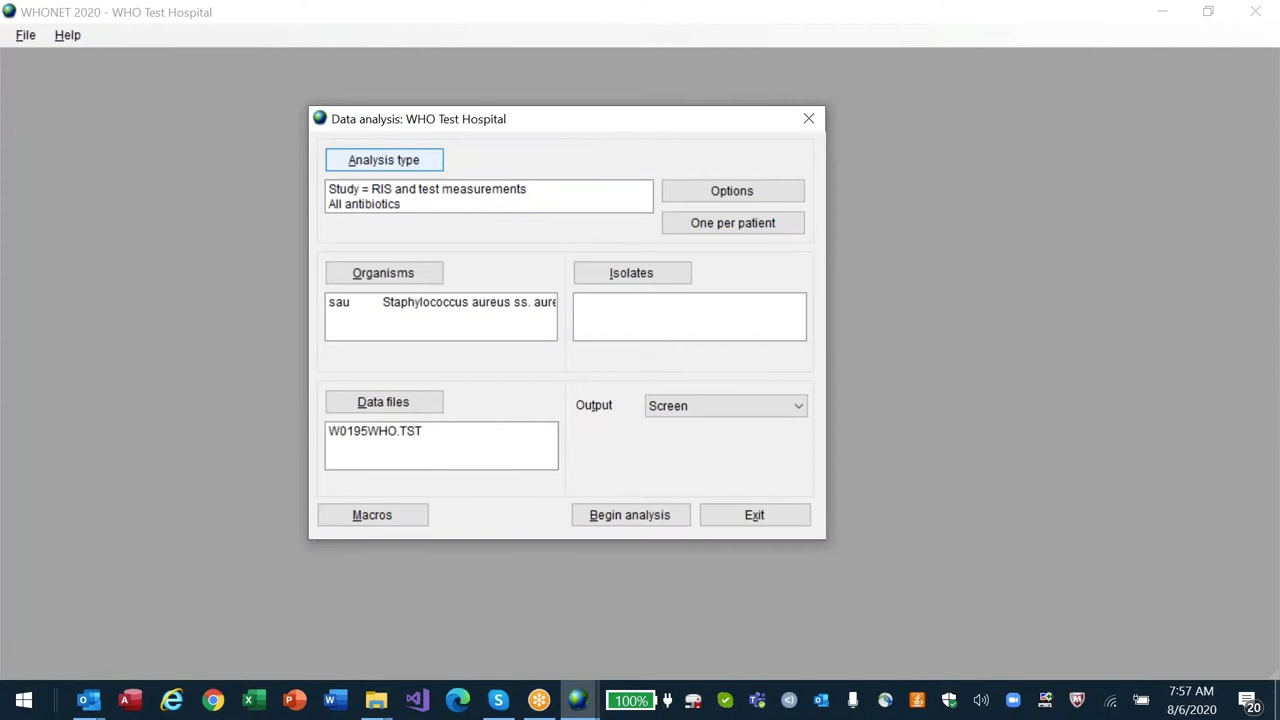 WHONET 2020 - WHO Test Hospital
File Help
Data analysis: WHO Test Hospital
Analysis type
Study = RIS and test measurements
All antibiotics
Options
One per patient
Organisms
sau Staphylococcus aureus ss. aure
Isolates
Data files
W0195WHO.TST
Output Screen
Macros
Begin analysis
Exit
100%
7:57 AM
8/6/2020
20